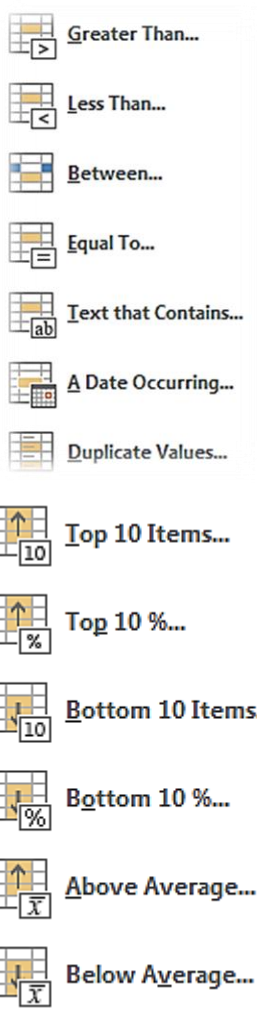 Greater Than...
Less Than...
Between...
Equal To...
Text that Contains...
A Date Occurring...
Duplicate Values...
Top 10 Items...
Top 10 %...
Bottom 10 Items
Bottom 10 %...
Above Average...
Below Average...